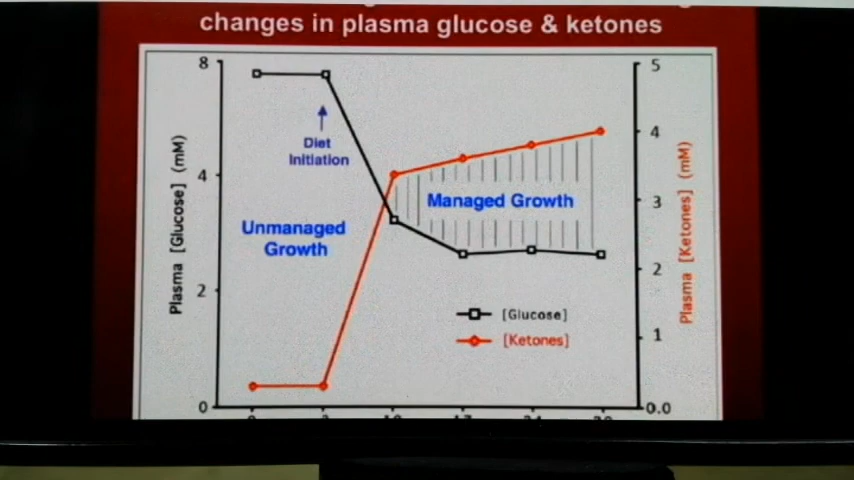 changes in plasma glucose & ketones
8
4
2
0
Plasma [Glucose] (mM)
Diet
Initiation
Unmanaged
Growth
Managed Growth
[Glucose]
[Ketones]
5
4
3
2
1
0.0
Plasma [Ketones] (mM)